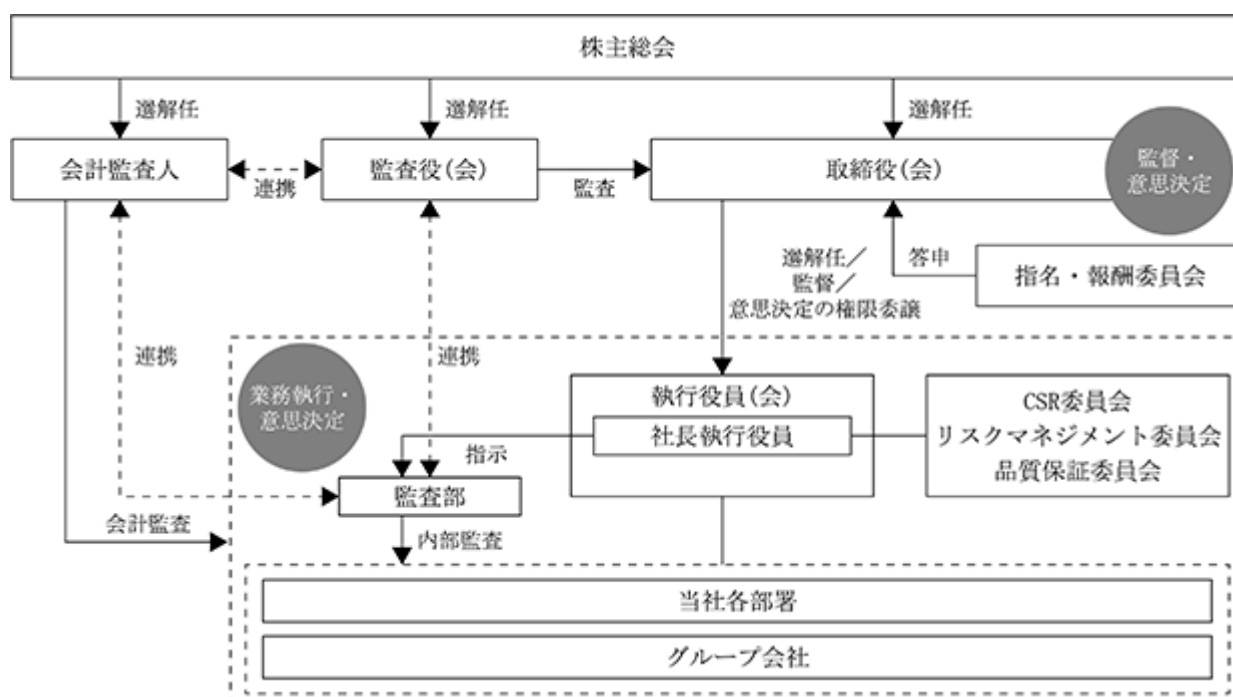 株主総会
選解任
選解任
選解任
会計監査人
連携
監査役(会)
監査
取締役(会)
監督・
意思決定
選解任／
監督／
意思決定の権限委譲
答申
指名・報酬委員会
連携
連携
業務執行・
意思決定
執行役員(会)
社長執行役員
CSR委員会
リスクマネジメント委員会
品質保証委員会
指示
監査部
会計監査
内部監査
当社各部署
グループ会社